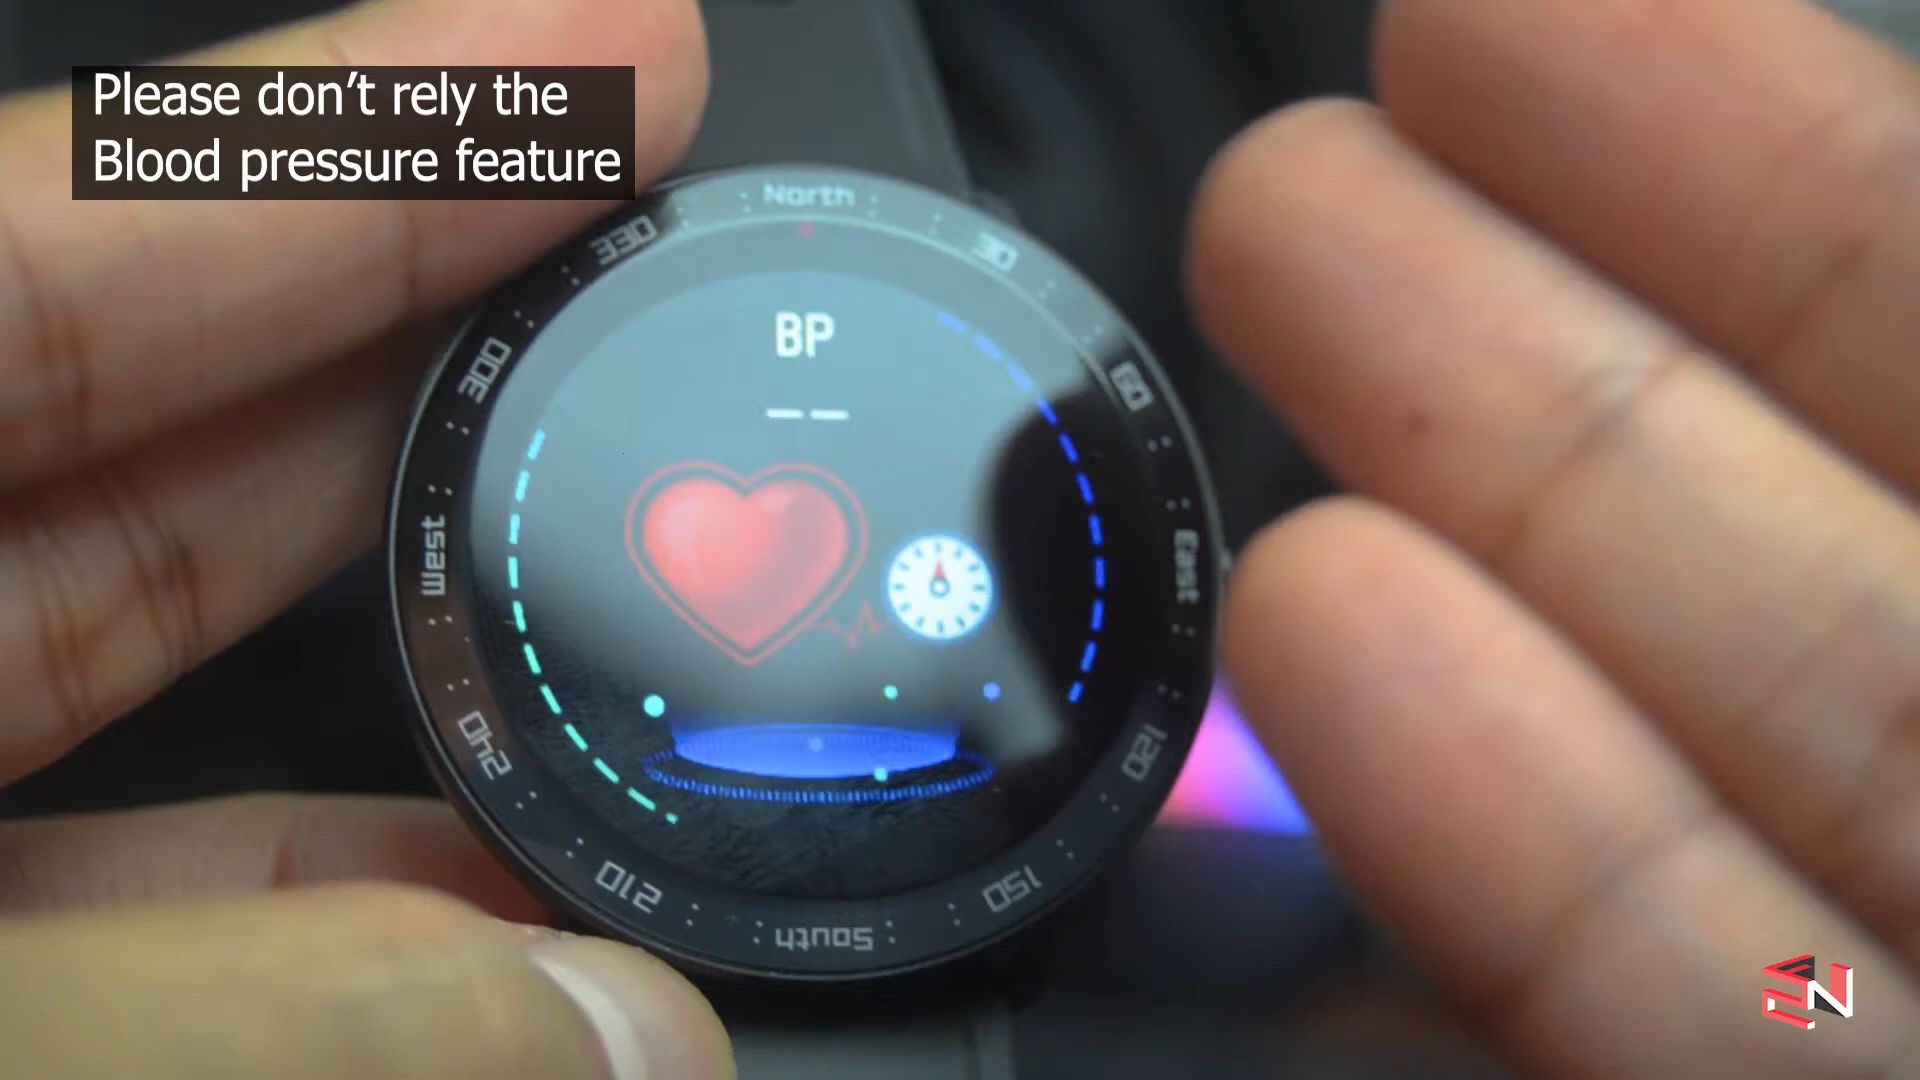 Please don’t rely the
Blood pressure feature
North
30
60
East
120
150
South
210
240
West
300
330
BP
-- 
N